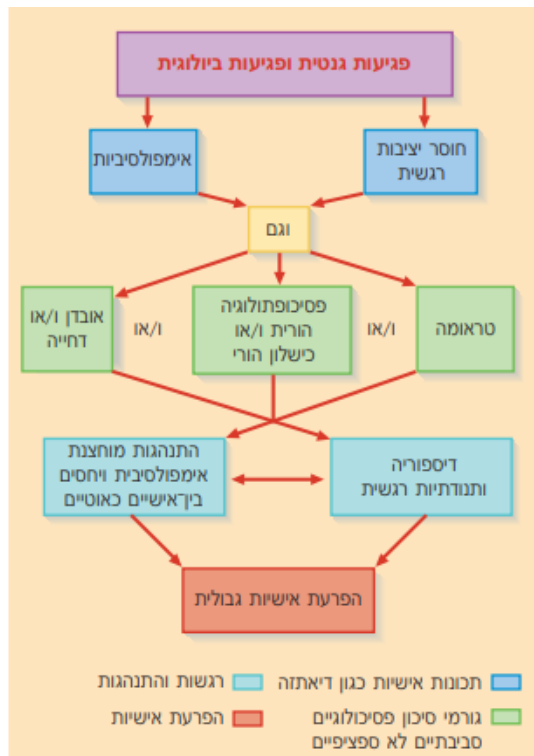 פגיעות גנטית ופגיעות ביולוגית
חוסר יציבות
רגשית
אימפולסיביות
וגם
טראומה
ו/או
פסיכופתולוגיה
הורית ו/או
כישלון הורי
ו/או
אובדן ו/או
דחייה
דיספוריה
ותנודתיות רגשית
התנהגות מוחצנת
אימפולסיבית ויחסים
בין־אישיים כאוטיים
הפרעת אישיות גבולית
תכונות אישיות כגון דיאתזה
רגשות והתנהגות
גורמי סיכון פסיכולוגיים
סביבתיים לא ספציפיים
הפרעת אישיות